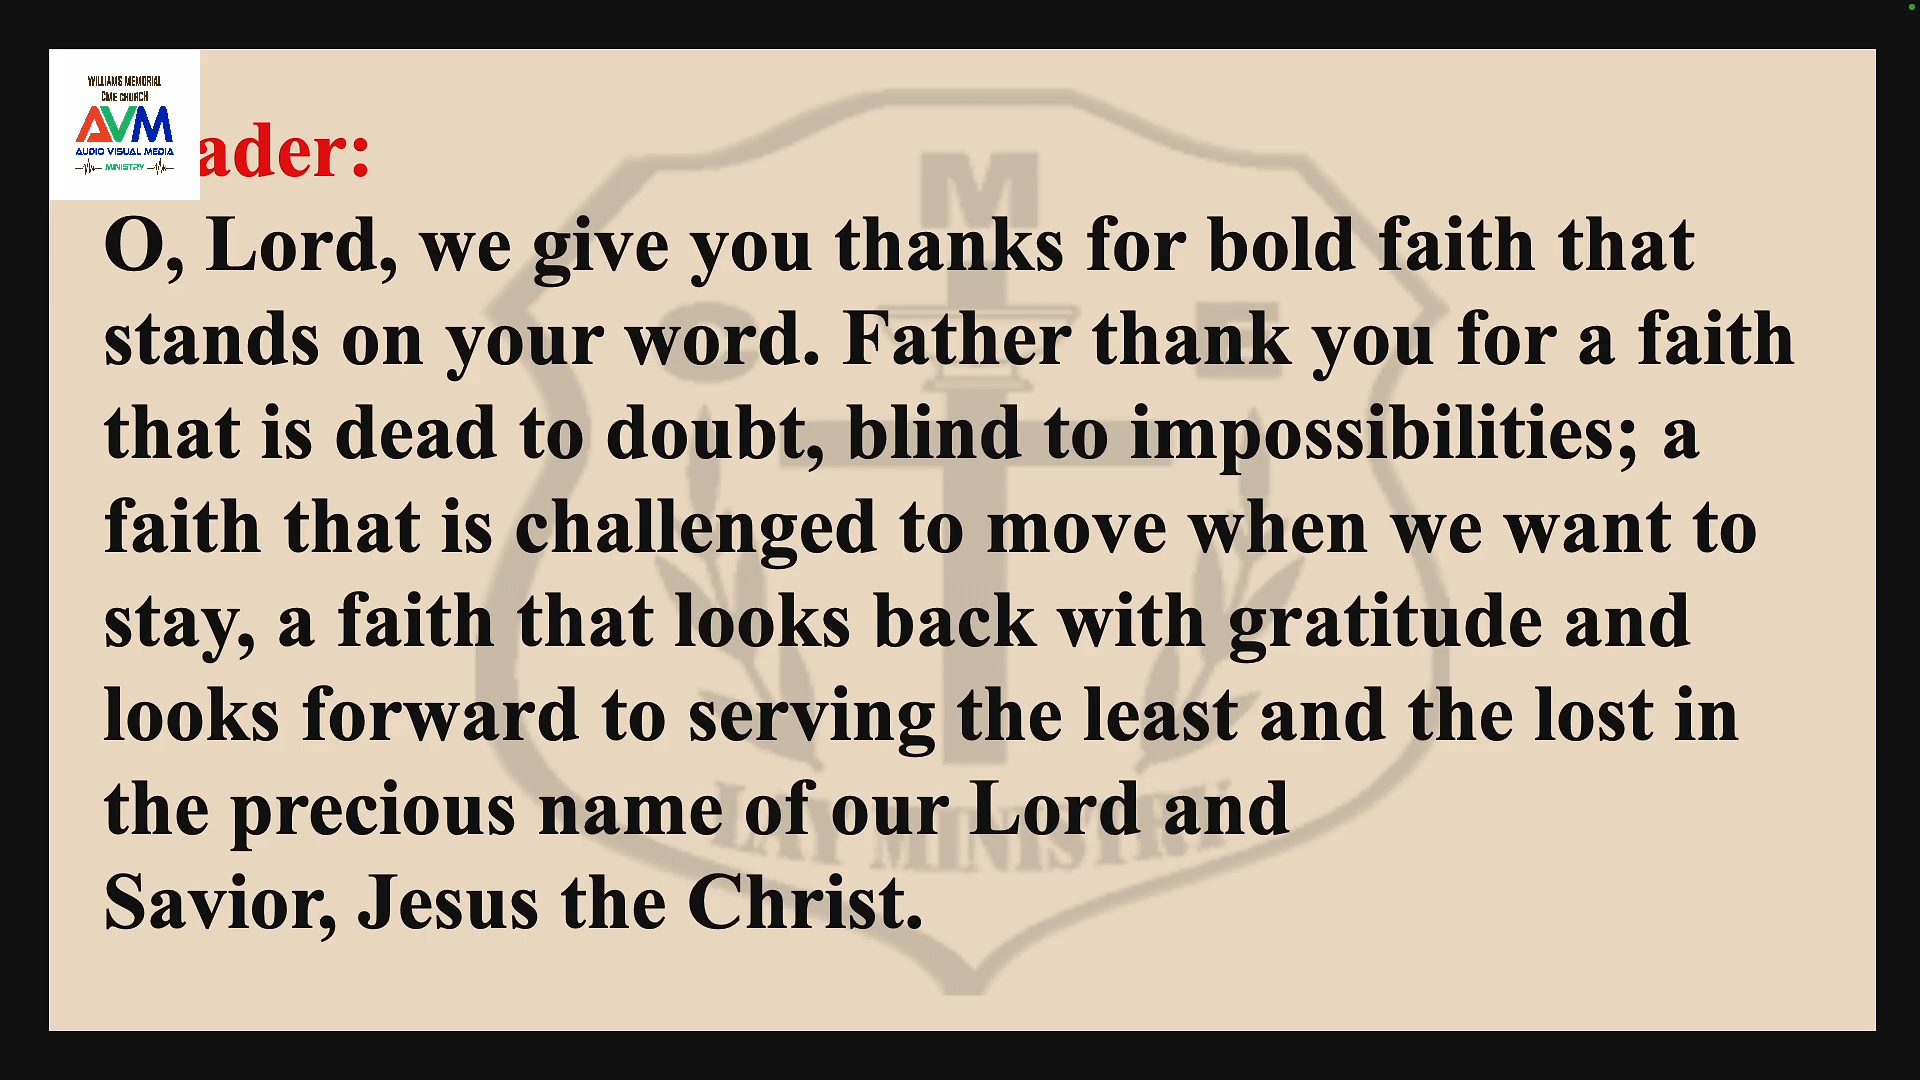 WILLIAMS MEMORIAL
CME CHURCH
AVM
AUDIO VISUAL MEDIA
MINISTRY
ader:
O, Lord, we give you thanks for bold faith that
stands on your word. Father thank you for a faith
that is dead to doubt, blind to impossibilities; a
faith that is challenged to move when we want to
stay, a faith that looks back with gratitude and
looks forward to serving the least and the lost in
the precious name of our Lord and
Savior, Jesus the Christ.
M
C E
LAY MINISTRY